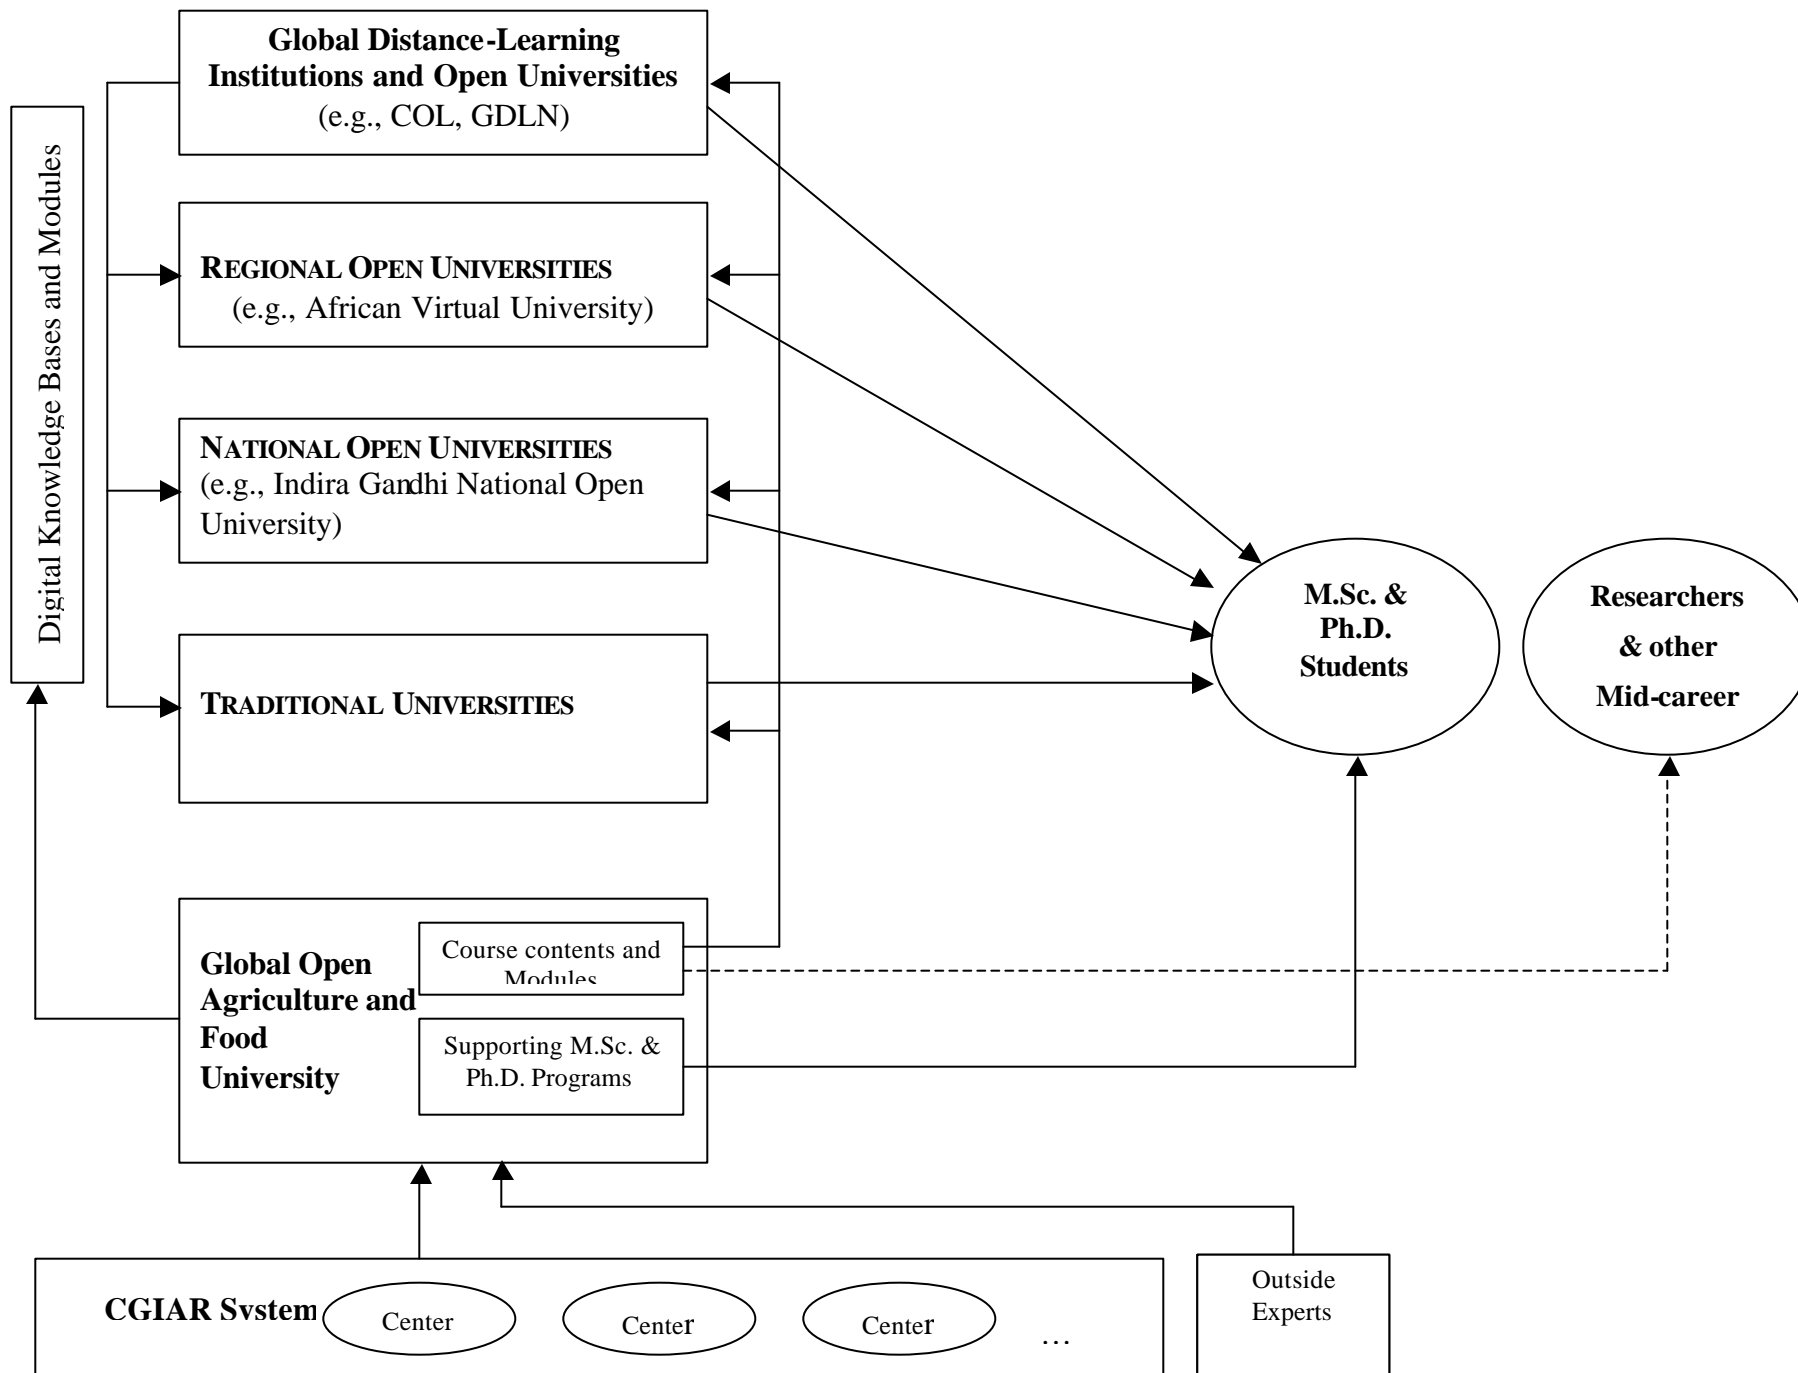 Global Distance-Learning
Institutions and Open Universities
(e.g., COL, GDLN)
Digital Knowledge Bases and Modules
REGIONAL OPEN UNIVERSITIES
(e.g., African Virtual University)
NATIONAL OPEN UNIVERSITIES
(e.g., Indira Gandhi National Open
University)
TRADITIONAL UNIVERSITIES
M.Sc. &
Ph.D.
Students
Researchers
& other
Mid-career
Global Open
Agriculture and
Food
University
Course contents and
Modules
Supporting M.Sc. &
Ph.D. Programs
CGIAR System
Center
Center
Center
…
Outside
Experts